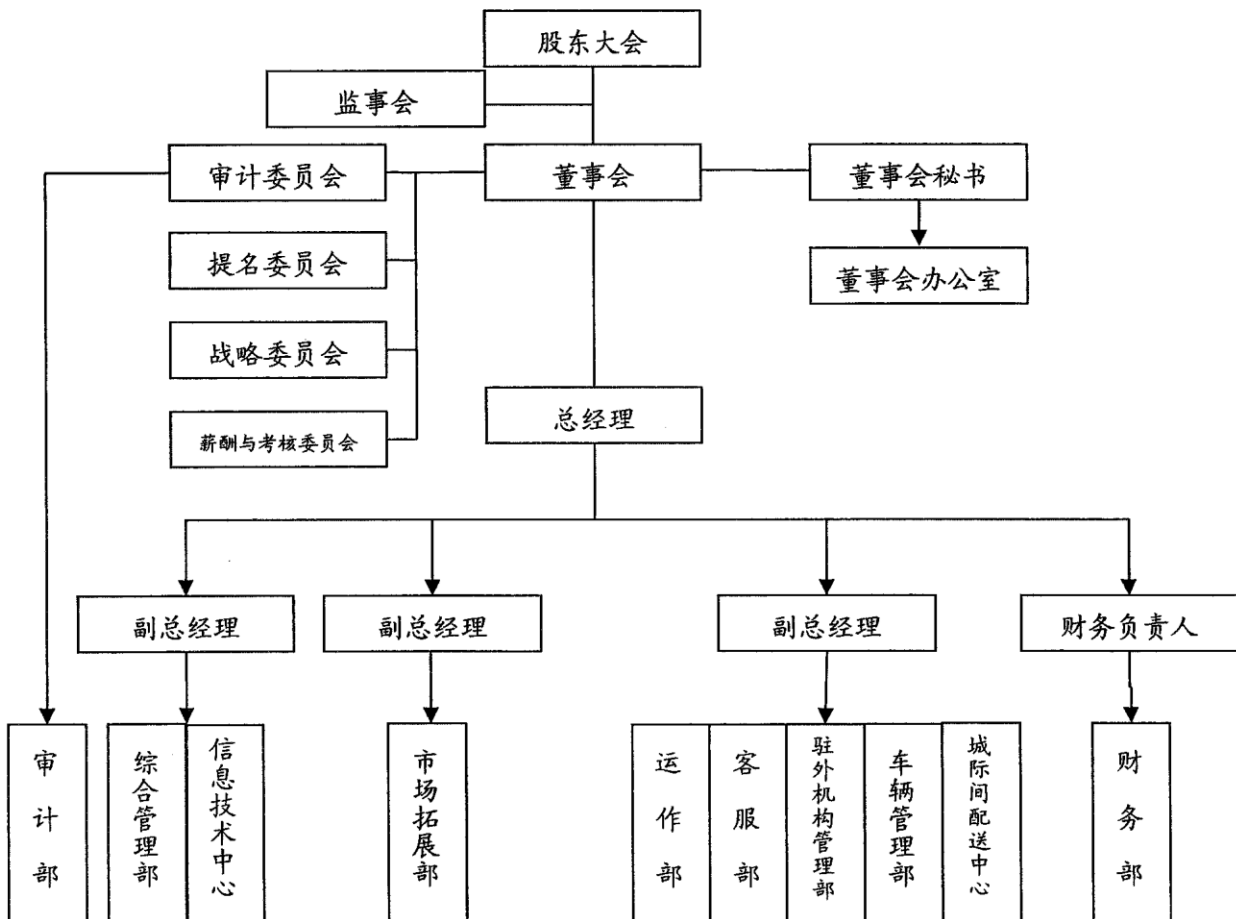 股东大会
监事会
审计委员会
董事会
董事会秘书
提名委员会
董事会办公室
战略委员会
总经理
薪酬与考核委员会
副总经理
副总经理
副总经理
财务负责人
审计部
综合管理部
信息技术中心
市场拓展部
运作部
客服部
驻外机构管理部
车辆管理部
城际间配送中心
财务部